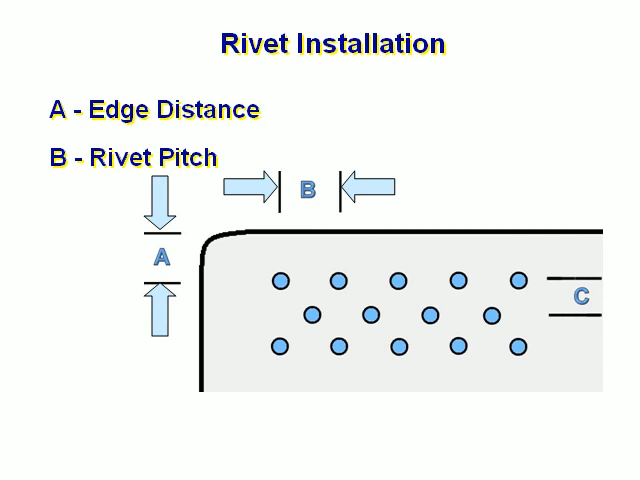 Rivet Installation
A - Edge Distance
B - Rivet Pitch
B
A
C